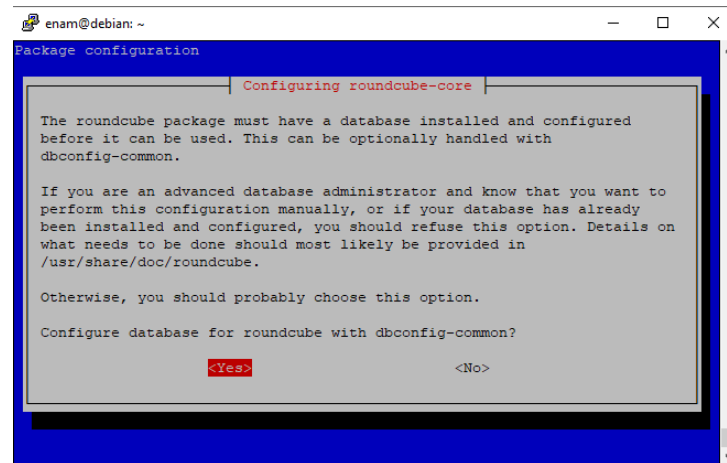 enam@debian: ~
Package configuration
Configuring roundcube-core
The roundcube package must have a database installed and configured
before it can be used. This can be optionally handled with
dbconfig-common.
If you are an advanced database administrator and know that you want to
perform this configuration manually, or if your database has already
been installed and configured, you should refuse this option. Details on
what needs to be done should most likely be provided in
/usr/share/doc/roundcube.
Otherwise, you should probably choose this option.
Configure database for roundcube with dbconfig-common?
<Yes> <No>